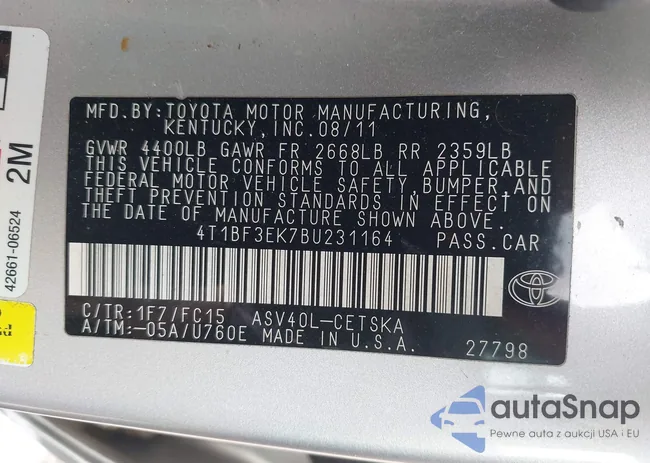 MFD.BY:TOYOTA MOTOR MANUFACTURING,
KENTUCKY,INC.08/11
GVWR 4400LB GAWR FR 2668LB RR 2359LB
THIS VEHICLE CONFORMS TO ALL APPLICABLE
FEDERAL MOTOR VEHICLE SAFETY,BUMPER,AND
THEFT PREVENTION STANDARDS IN EFFECT ON
THE DATE OF MANUFACTURE SHOWN ABOVE.
4T1BF3EK7BU231164 PASS.CAR
C/TR:1F7/FC15 ASV40L-CETSKA
A/TM:-05A/U760E MADE IN U.S.A. 27798
2M
42661-06524
autaSnap
Pewne auta z aukcji USA i EU